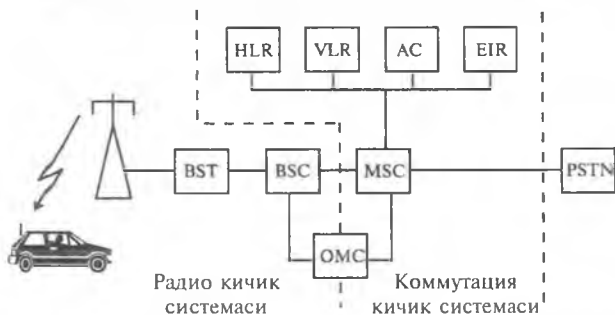 HLR
VLR
AC
EIR
BST
BSC
MSC
PSTN
OMC
Радио кичик
системаси
Коммутация
кичик системаси